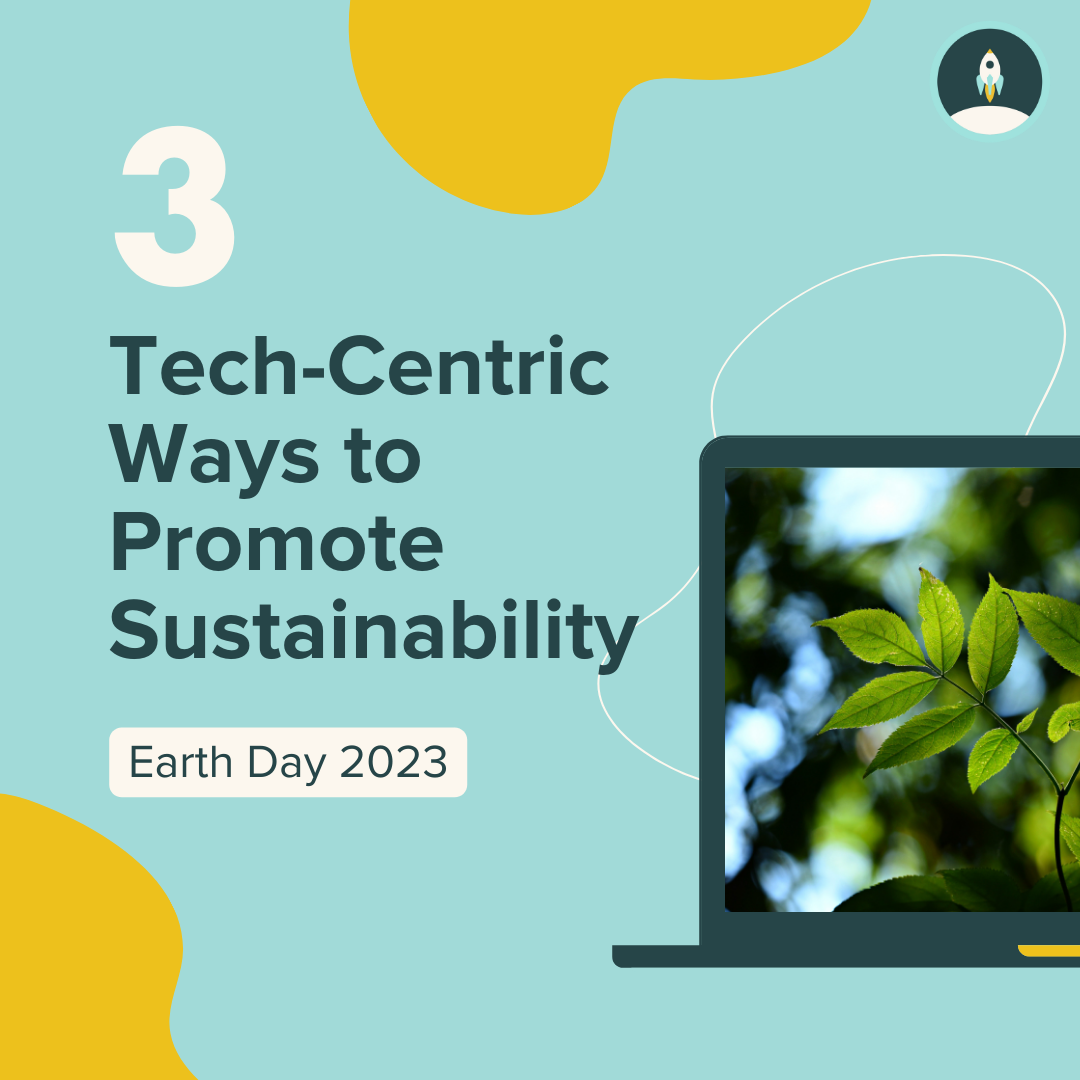 3
Tech-Centric
Ways to
Promote
Sustainability
Earth Day 2023